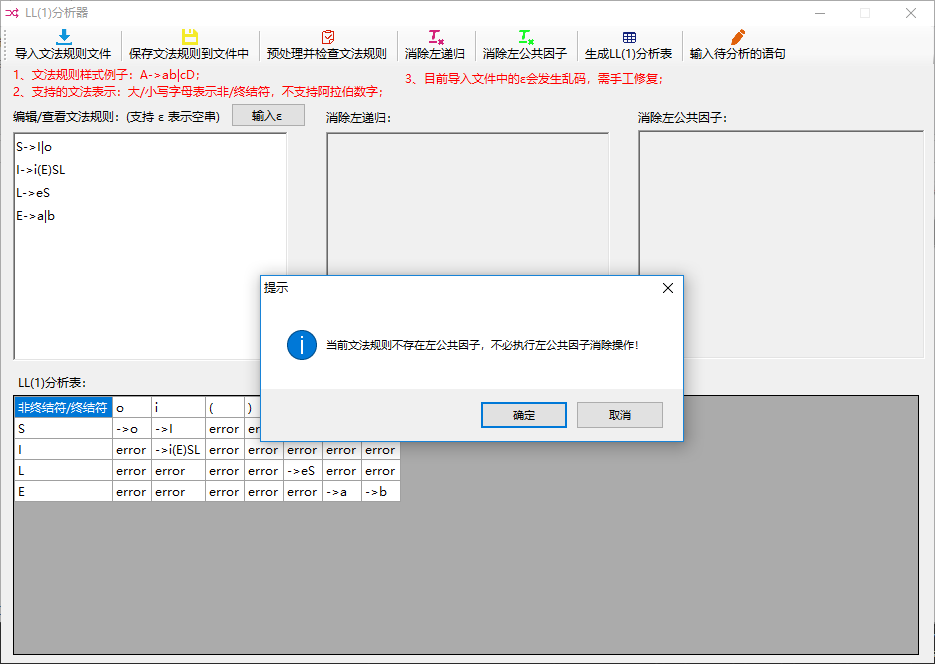 LL(1)分析器
导入文法规则文件 保存文法规则到文件中 预处理并检查文法规则 消除左递归 消除左公共因子 生成LL(1)分析表 输入待分析的语句
1、文法规则样式例子：A->ab|cD;
3、目前导入文件中的ε会发生乱码，需手工修复；
2、支持的文法表示：大/小写字母表示非/终结符，不支持阿拉伯数字；
编辑/查看文法规则：(支持 ε 表示空串) 输入ε 消除左递归： 消除左公共因子：
S->I|o
I->i(E)SL
L->eS
E->a|b
提示
当前文法规则不存在左公共因子，不必执行左公共因子消除操作！
确定 取消
LL(1)分析表：
非终结符/终结符 o i ( )
S ->o ->I error er
I error ->i(E)SL error error error error error
L error error error error ->eS error error
E error error error error error ->a ->b